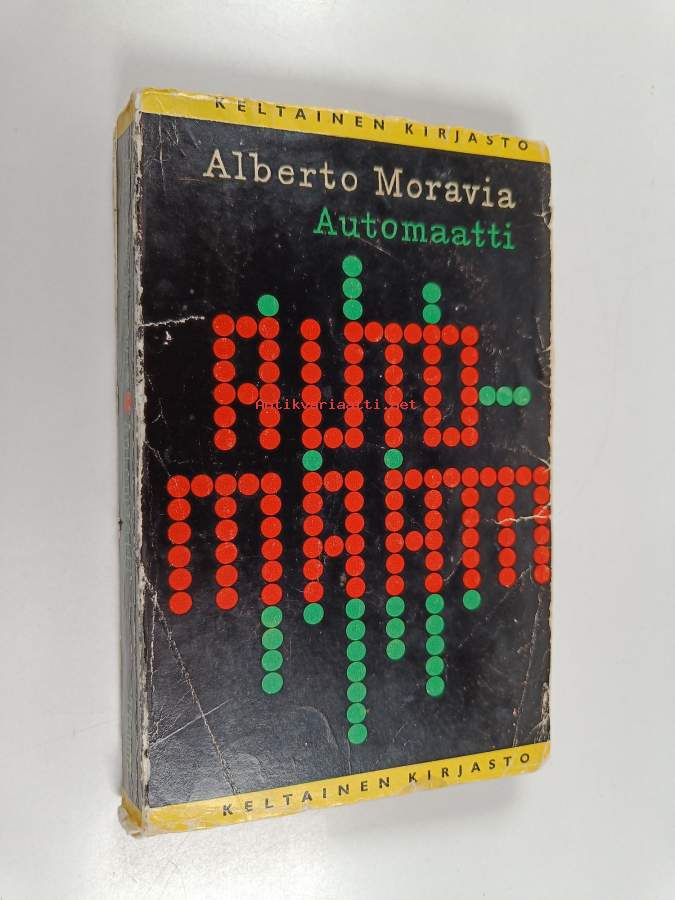 KELTAINEN KIRJASTO
Alberto Moravia
Automaatti
AUTO-
MAATTI
Antikvariaatti.net
KELTAINEN KIRJASTO